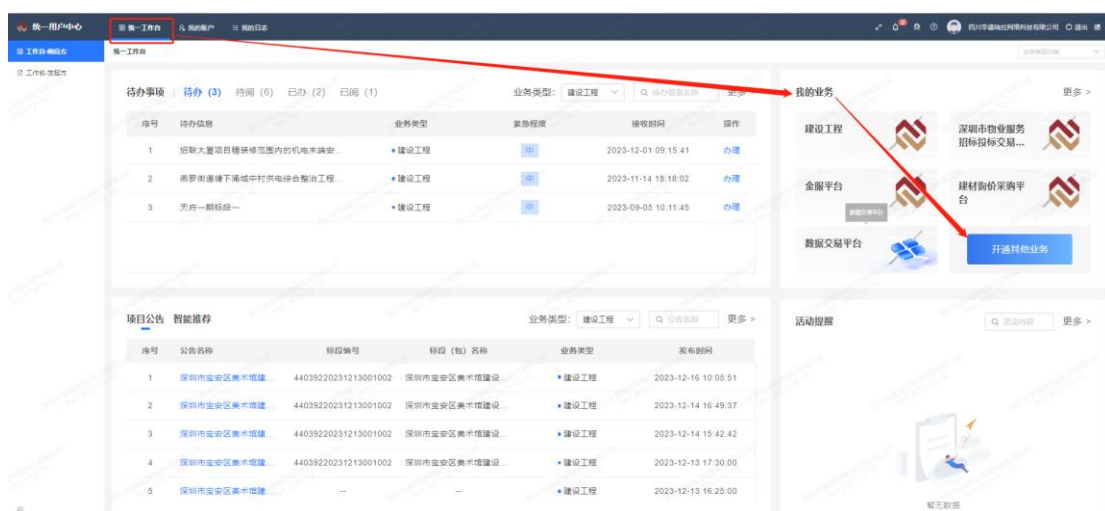 统一用户中心
统一工作台 我的账户 我的日志
退出
工作台-响应方 统一工作台
工作台-发起方
待办事项 待办 (3) 待阅 (6) 已办 (2) 已阅 (1) 业务类型: 建设工程 待办信息名称 更多 >
序号 待办信息 业务类型 紧急程度 接收时间 操作
1 招联大厦项目精装修范围内的机电末端安... 建设工程 中 2023-12-01 09:15:41 办理
2 燕罗街道塘下涌城中村供电综合整治工程... 建设工程 中 2023-11-14 18:18:02 办理
3 天府一期标段一 建设工程 中 2023-09-05 10:11:45 办理
我的业务 更多 >
建设工程 深圳市物业服务
招标投标交易...
金服平台 建材询价采购平
台
数据交易平台
数据交易平台 开通其他业务
项目公告 智能推荐 业务类型: 建设工程 公告名称 更多 >
序号 公告名称 标段编号 标段 (包) 名称 业务类型 发布时间
1 深圳市宝安区美术馆建... 44039220231213001002 深圳市宝安区美术馆建设... 建设工程 2023-12-16 10:05:51
2 深圳市宝安区美术馆建... 44039220231213001002 深圳市宝安区美术馆建设... 建设工程 2023-12-14 16:49:37
3 深圳市宝安区美术馆建... 44039220231213001002 深圳市宝安区美术馆建设... 建设工程 2023-12-14 15:42:42
4 深圳市宝安区美术馆建... 44039220231213001002 深圳市宝安区美术馆建设... 建设工程 2023-12-13 17:30:00
5 深圳市宝安区美术馆建... -- -- 建设工程 2023-12-13 16:25:00
活动提醒 活动内容 更多 >
暂无数据